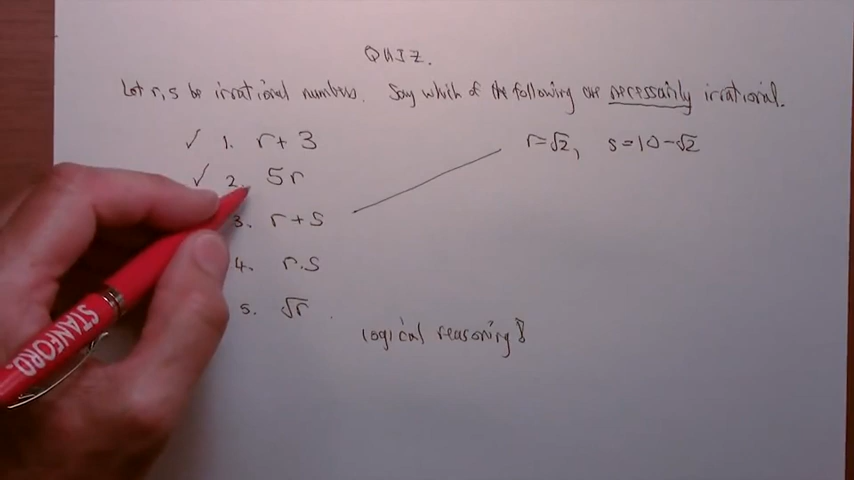 QUIZ.
Let r, s be irrational numbers. Say which of the following are necessarily irrational.
✓ 1. r + 3
r = √2, s = 10 - √2
✓ 2. 5r
3. r + s
4. r.s
5. √r .
logical reasoning!
STANFORD